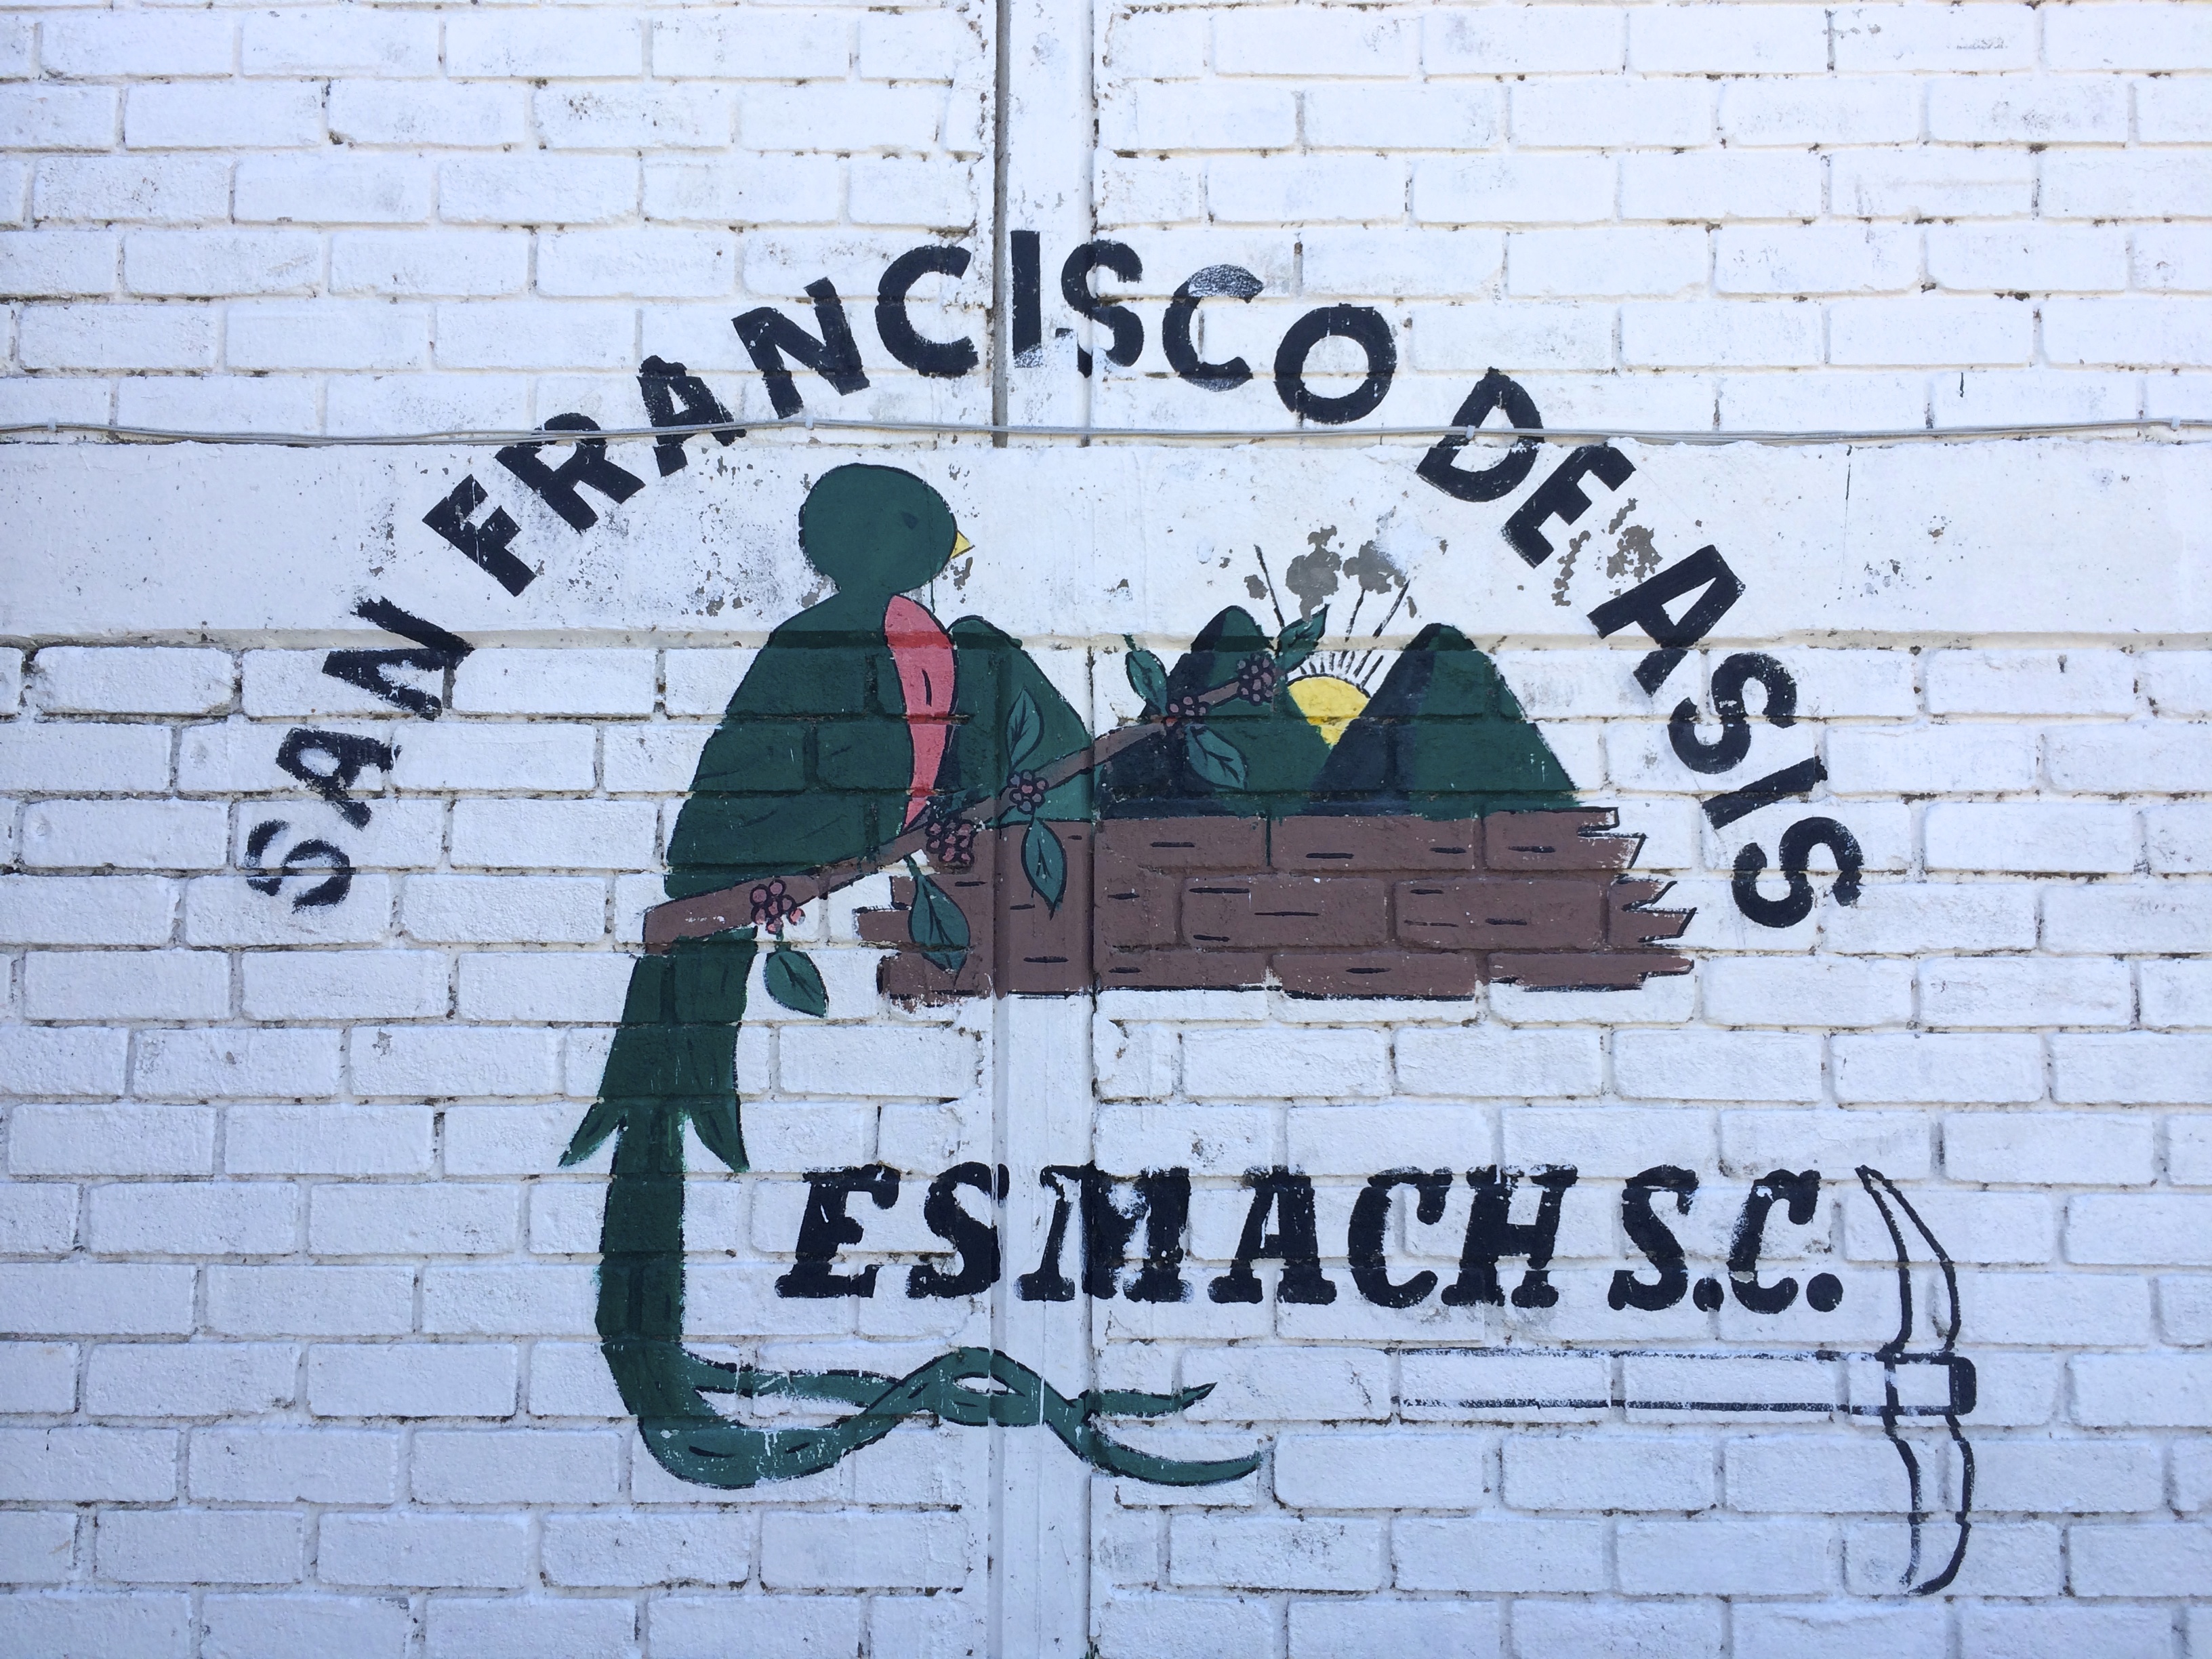 SAN FRANCISCO DE ASIS
ESMACH S.C.